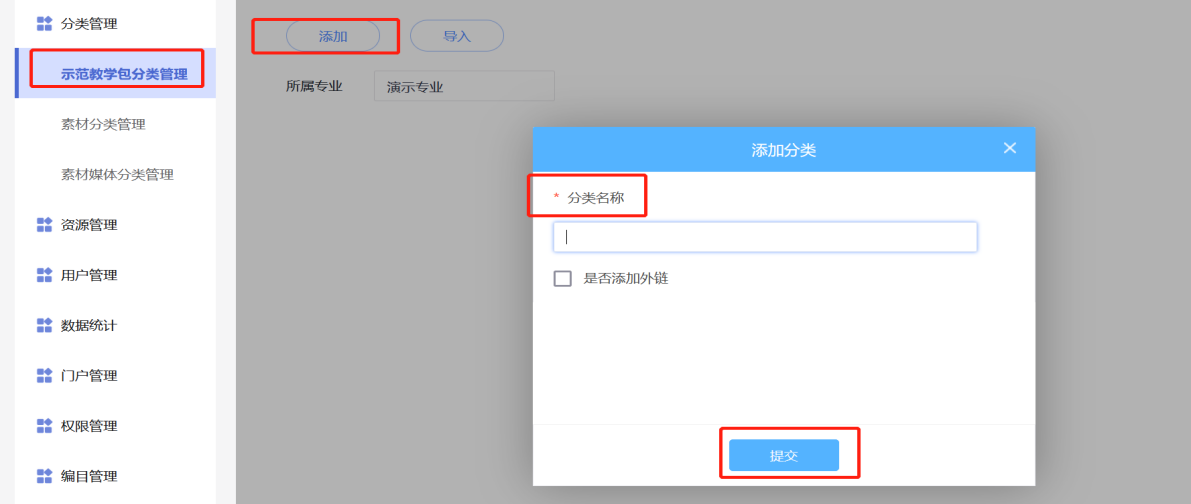 分类管理
示范教学包分类管理
素材分类管理
素材媒体分类管理
资源管理
用户管理
数据统计
门户管理
权限管理
编目管理
添加 导入
所属专业 演示专业
添加分类
* 分类名称
是否添加外链
提交